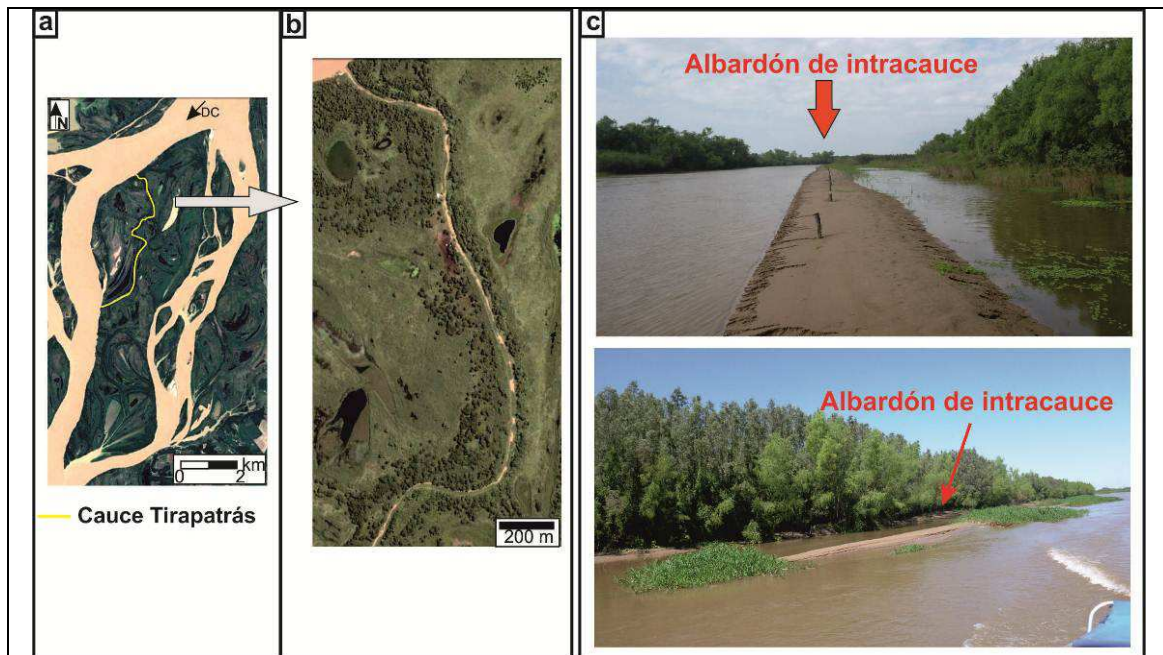 a
b
c
N
DC
km
0 2
Cauce Tirapatrás
200 m
Albardón de intracauce
Albardón de intracauce